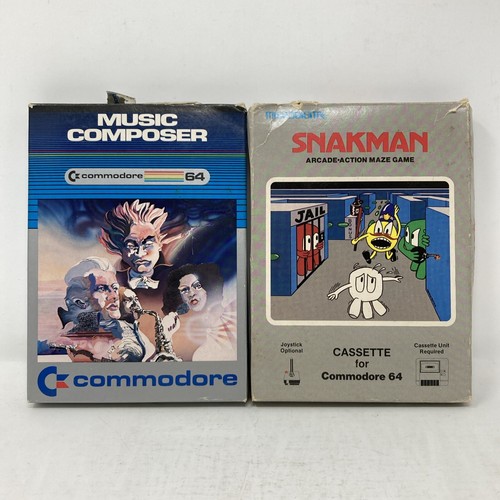 MUSIC
COMPOSER
commodore 64
commodore
SNAKMAN
ARCADE-ACTION MAZE GAME
JAIL
Joystick
Optional
CASSETTE
for
Commodore 64
Cassette Unit
Required